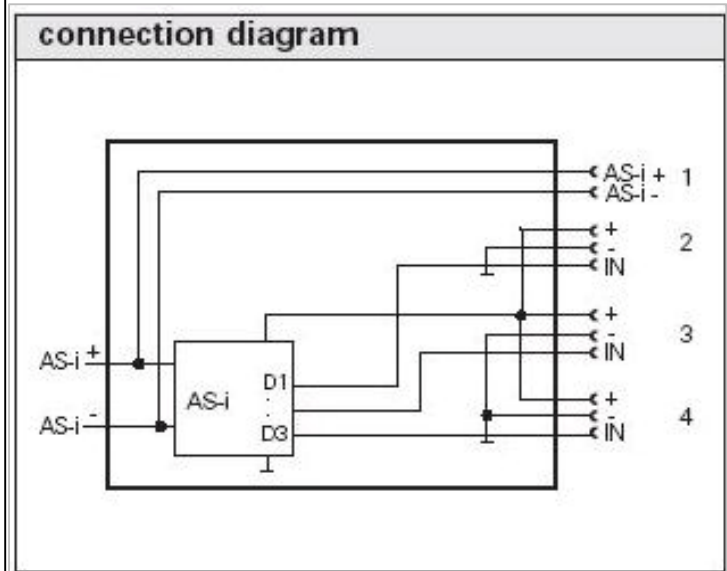 connection diagram
AS-i + 1
AS-i -
+
- 2
IN
+
- 3
IN
AS-i +
D1
AS-i
.
.
D3
AS-i -
+
- 4
IN